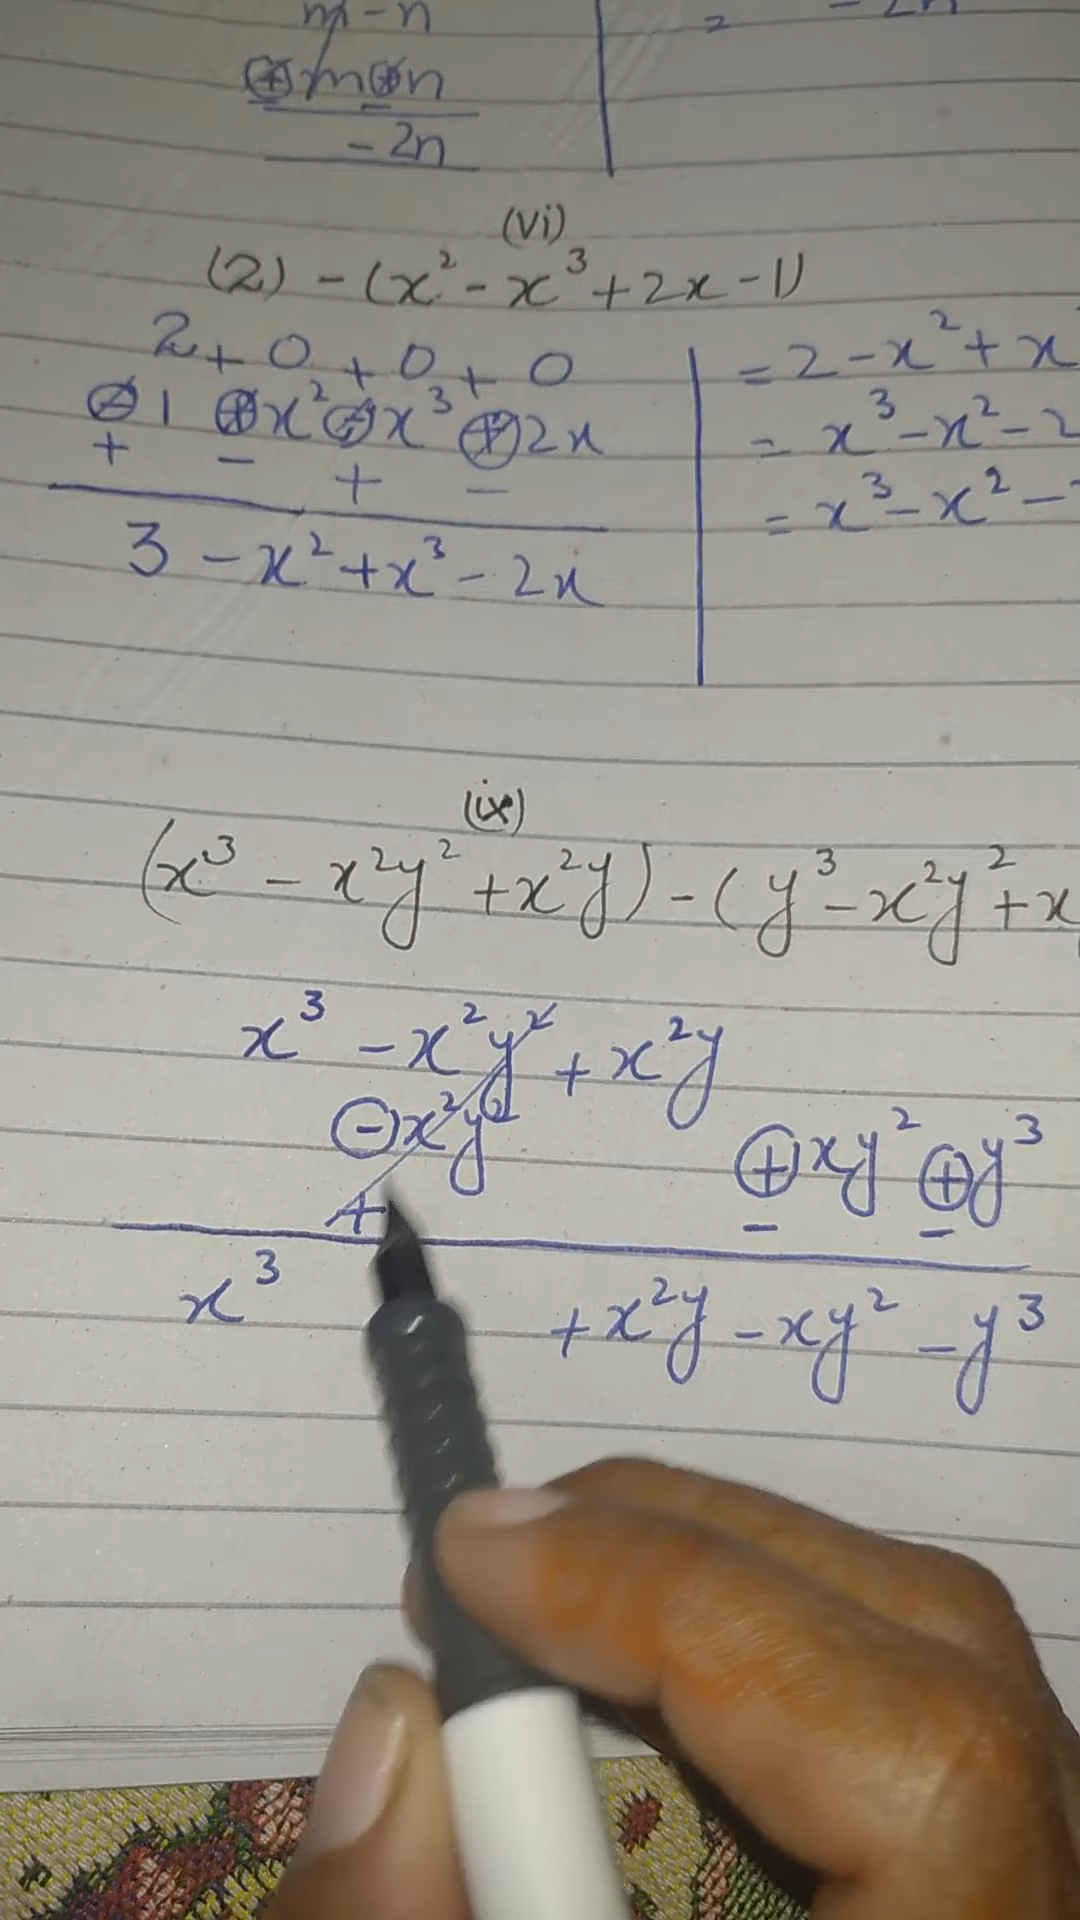 m - n
= - 2n
⊕m⊕n
-
- 2n
(vi)
(2) - (x² - x³ + 2x - 1)
2 + 0 + 0 + 0
⊖1 ⊕x² ⊖x³ ⊕2x
+ - + -
3 - x² + x³ - 2x
= 2 - x² + x
= x³ - x² - 2
= x³ - x² -
(ix)
(x³ - x²y² + x²y) - (y³ - x²y² + x
x³ - x²y² + x²y
⊖x²y² ⊕xy² ⊕y³
+ - -
x³ + x²y - xy² - y³